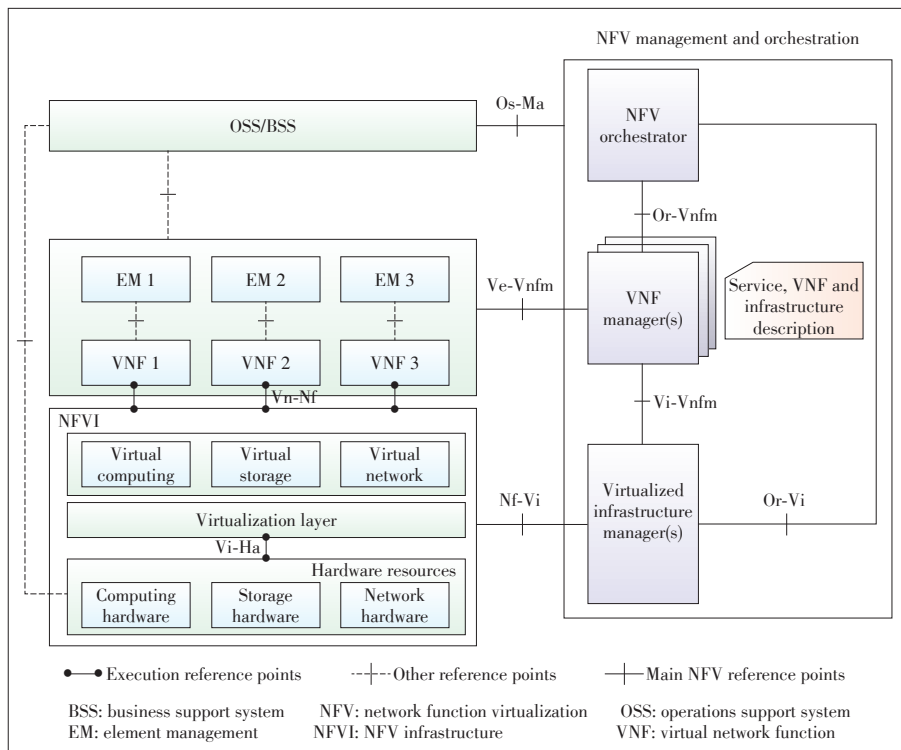 NFV management and orchestration
Os-Ma
OSS/BSS
NFV
orchestrator
Or-Vnfm
EM 1
EM 2
EM 3
Ve-Vnfm
VNF
manager(s)
Service, VNF and
infrastructure
description
VNF 1
VNF 2
VNF 3
Vn-Nf
Vi-Vnfm
NFVI
Virtual
computing
Virtual
storage
Virtual
network
Nf-Vi
Virtualized
infrastructure
manager(s)
Or-Vi
Virtualization layer
Vi-Ha
Hardware resources
Computing
hardware
Storage
hardware
Network
hardware
Execution reference points
Other reference points
Main NFV reference points
BSS: business support system
NFV: network function virtualization
OSS: operations support system
EM: element management
NFVI: NFV infrastructure
VNF: virtual network function